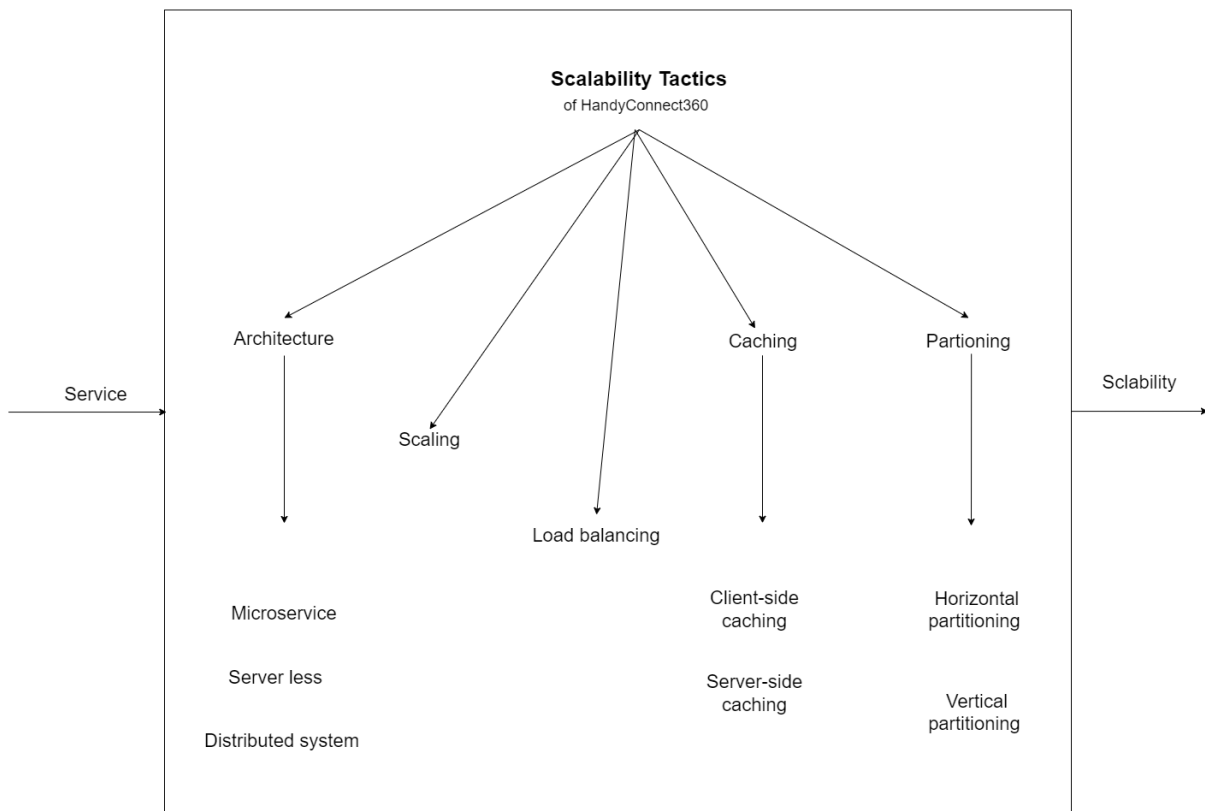 Scalability Tactics
of HandyConnect360
Architecture
Caching
Partioning
Service
Sclability
Scaling
Load balancing
Microservice
Server less
Distributed system
Client-side
caching
Server-side
caching
Horizontal
partitioning
Vertical
partitioning